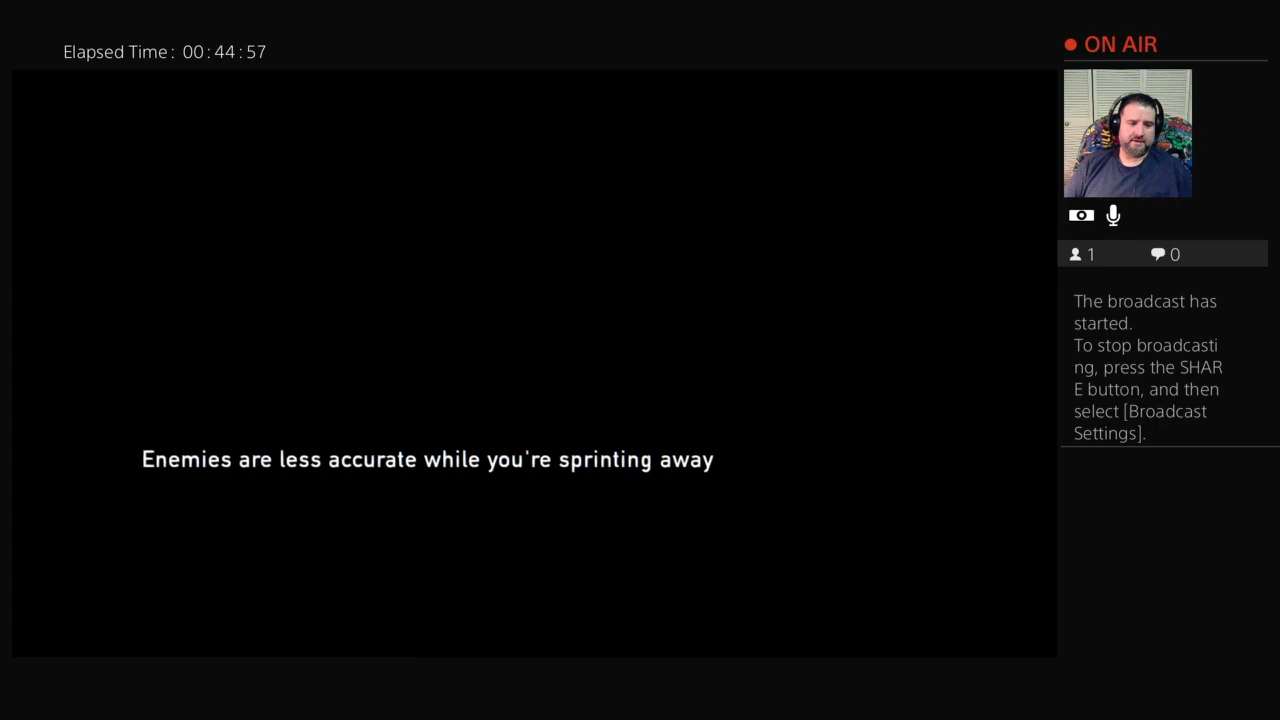 Elapsed Time: 00:44:57
ON AIR
1
0
The broadcast has
started.
To stop broadcasti
ng, press the SHAR
E button, and then
select [Broadcast
Settings].
Enemies are less accurate while you're sprinting away